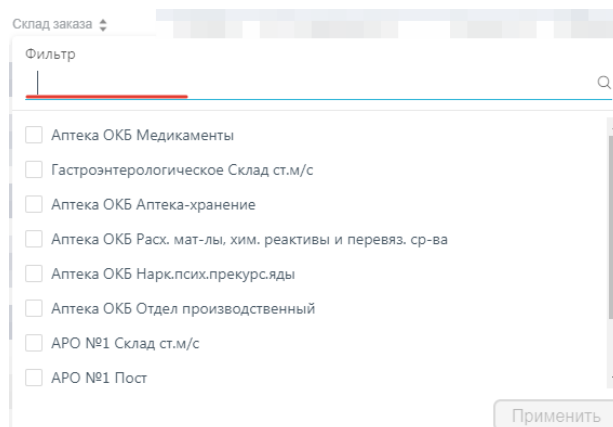 Склад заказа
Фильтр
Аптека ОКБ Медикаменты
Гастроэнтерологическое Склад ст.м/с
Аптека ОКБ Аптека-хранение
Аптека ОКБ Расх. мат-лы, хим. реактивы и перевяз. ср-ва
Аптека ОКБ Нарк.псих.прекурс.яды
Аптека ОКБ Отдел производственный
АРО №1 Склад ст.м/с
АРО №1 Пост
Применить